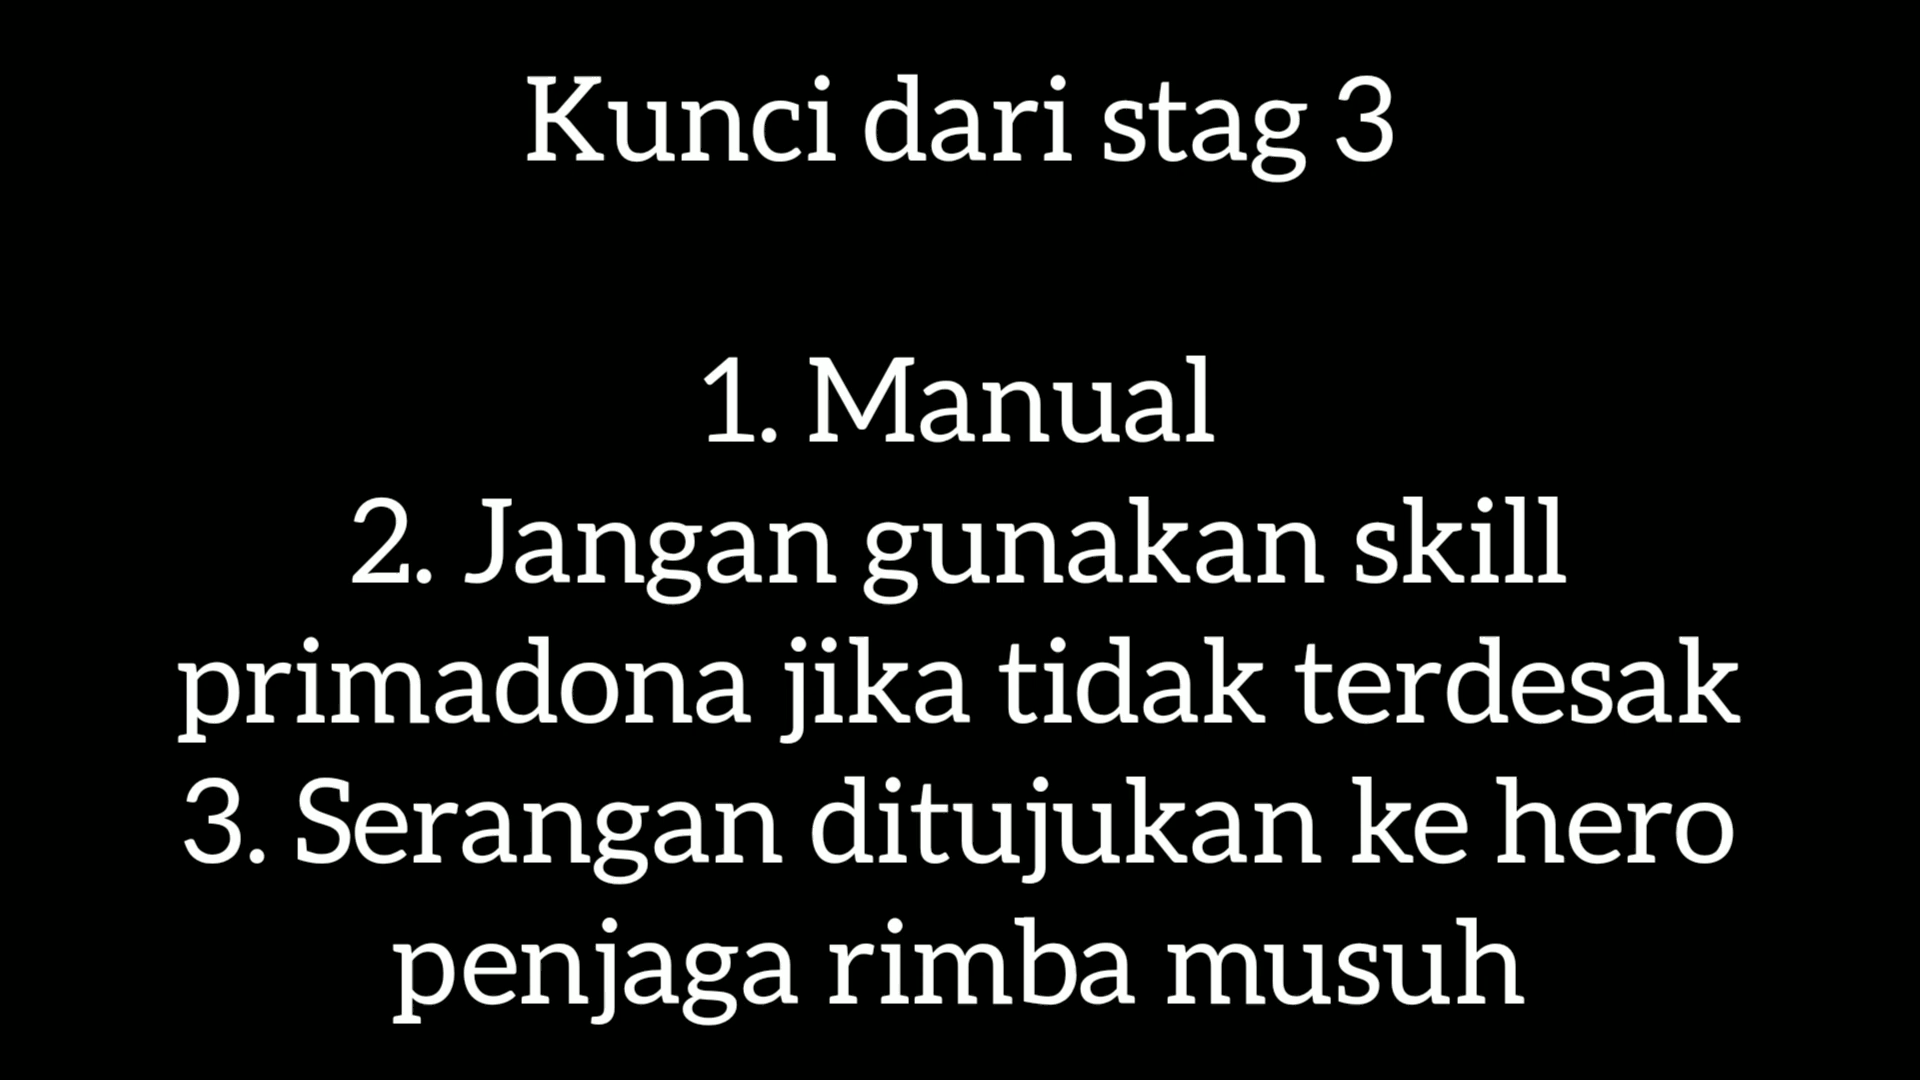 Kunci dari stag 3
1. Manual
2. Jangan gunakan skill
primadona jika tidak terdesak
3. Serangan ditujukan ke hero
penjaga rimba musuh